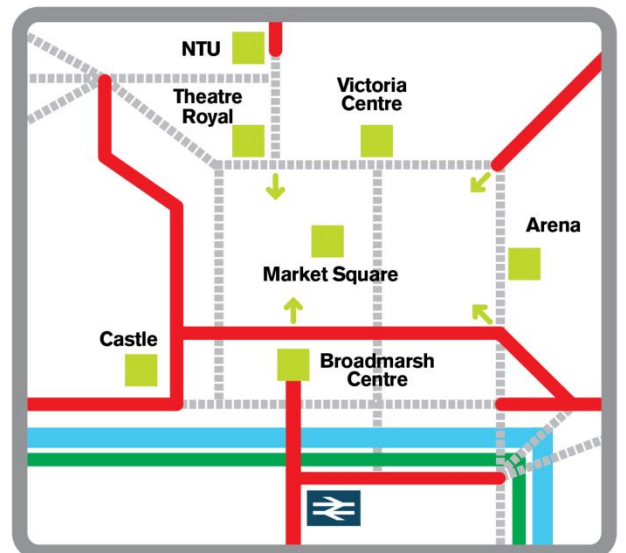 NTU
Theatre
Royal
Victoria
Centre
Arena
Market Square
Castle
Broadmarsh
Centre